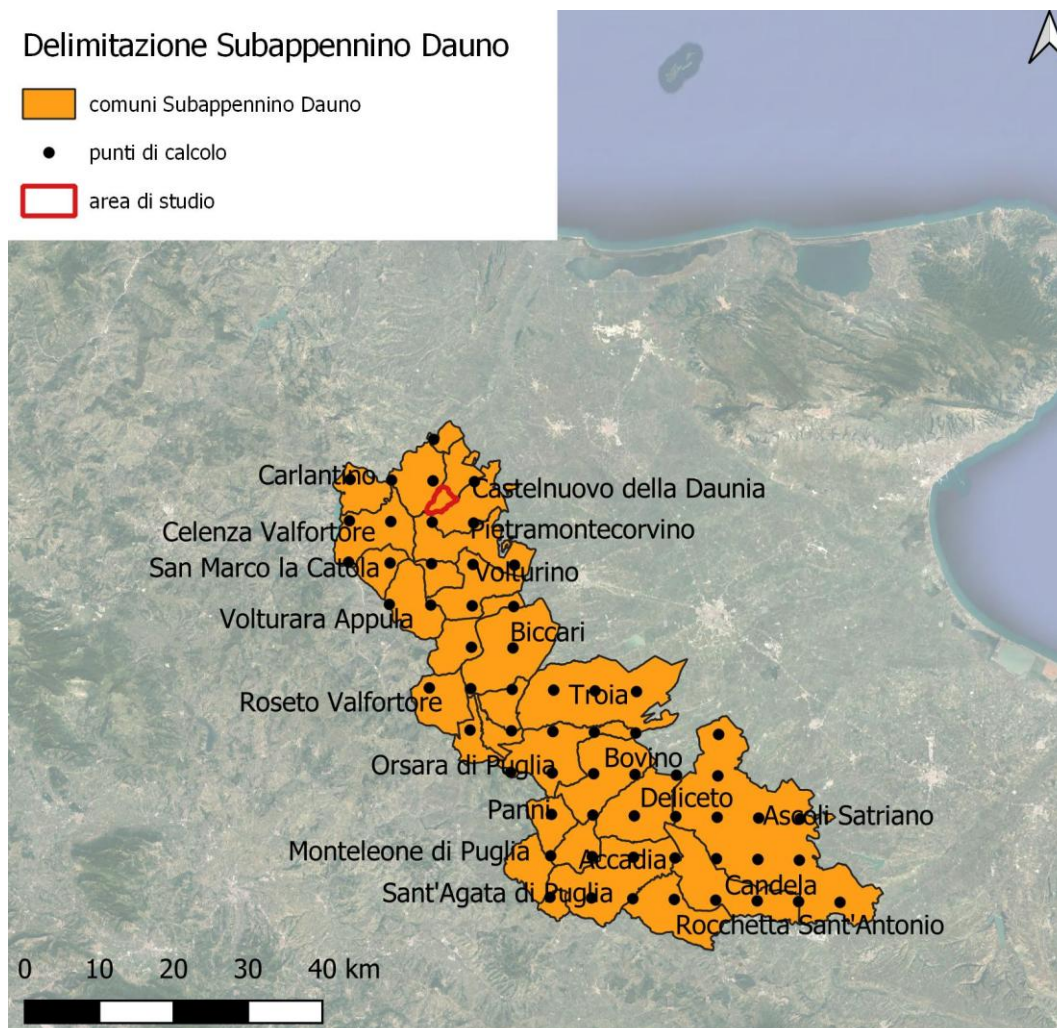 Delimitazione Subappennino Dauno
comuni Subappennino Dauno
punti di calcolo
area di studio
Carlantino
Castelnuovo della Daunia
Celenza Valfortore
Pietramontecorvino
San Marco la Catola
Volturino
Volturara Appula
Biccari
Roseto Valfortore
Troia
Orsara di Puglia
Bovino
Deliceto
Panni
Ascoli Satriano
Monteleone di Puglia
Accadia
Sant'Agata di Puglia
Candela
Rocchetta Sant'Antonio
0 10 20 30 40 km